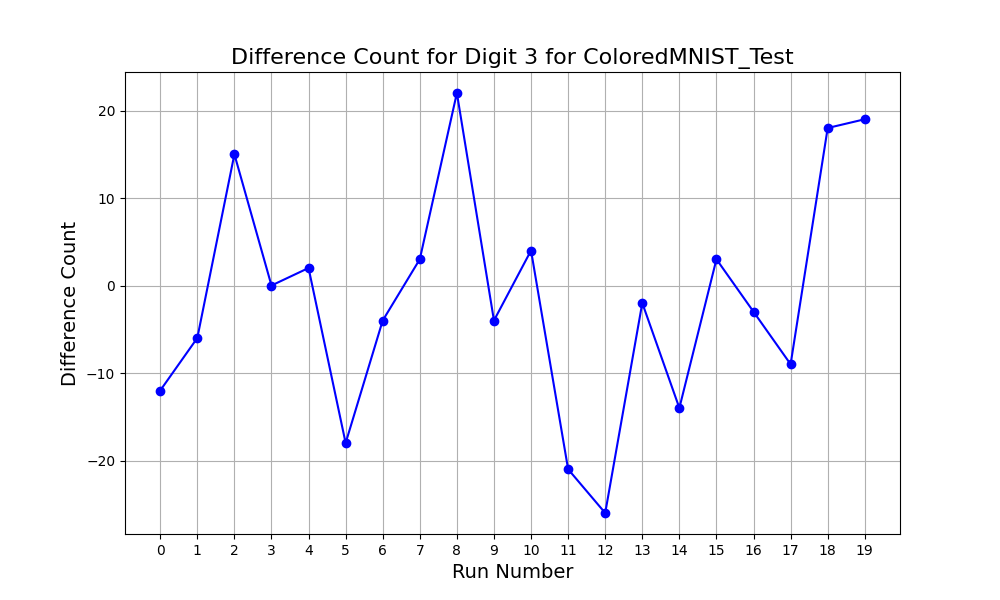 Difference Count for Digit 3 for ColoredMNIST_Test
Difference Count
20
10
0
−10
−20
0 1 2 3 4 5 6 7 8 9 10 11 12 13 14 15 16 17 18 19
Run Number